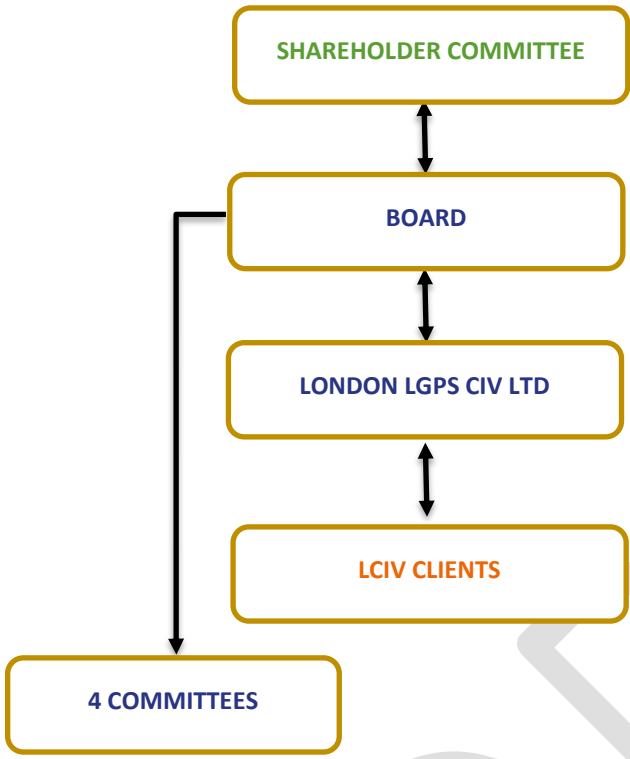 SHAREHOLDER COMMITTEE
BOARD
LONDON LGPS CIV LTD
LCIV CLIENTS
4 COMMITTEES